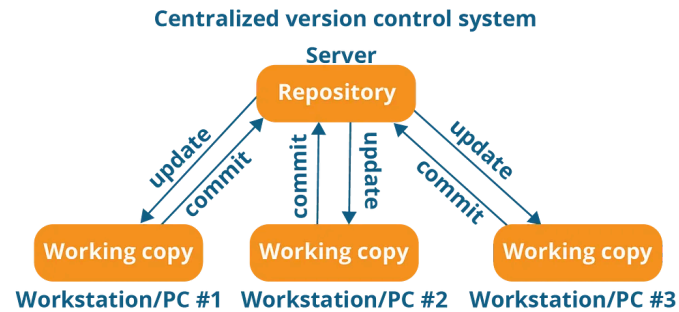 Centralized version control system
Server
Repository
update
commit
commit
update
update
commit
Working copy
Working copy
Working copy
Workstation/PC #1
Workstation/PC #2
Workstation/PC #3